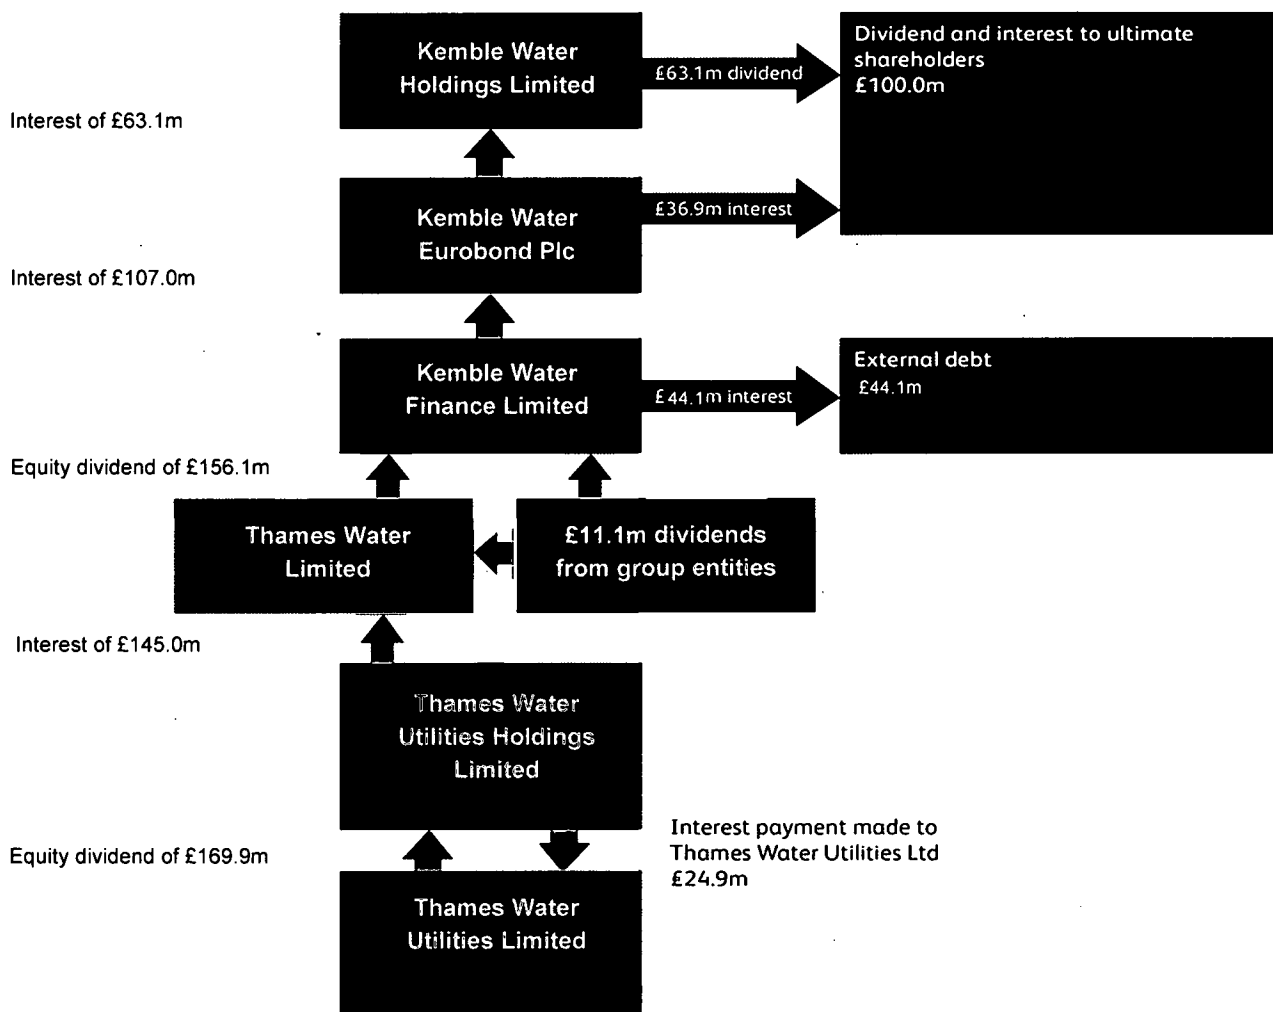 Kemble Water
Holdings Limited
£63.1m dividend
Dividend and interest to ultimate
shareholders
£100.0m
Interest of £63.1m
Kemble Water
Eurobond Plc
£36.9m interest
Interest of £107.0m
Kemble Water
Finance Limited
£44.1m interest
External debt
£44.1m
Equity dividend of £156.1m
Thames Water
Limited
£11.1m dividends
from group entities
Interest of £145.0m
Thames Water
Utilities Holdings
Limited
Equity dividend of £169.9m
Interest payment made to
Thames Water Utilities Ltd
£24.9m
Thames Water
Utilities Limited